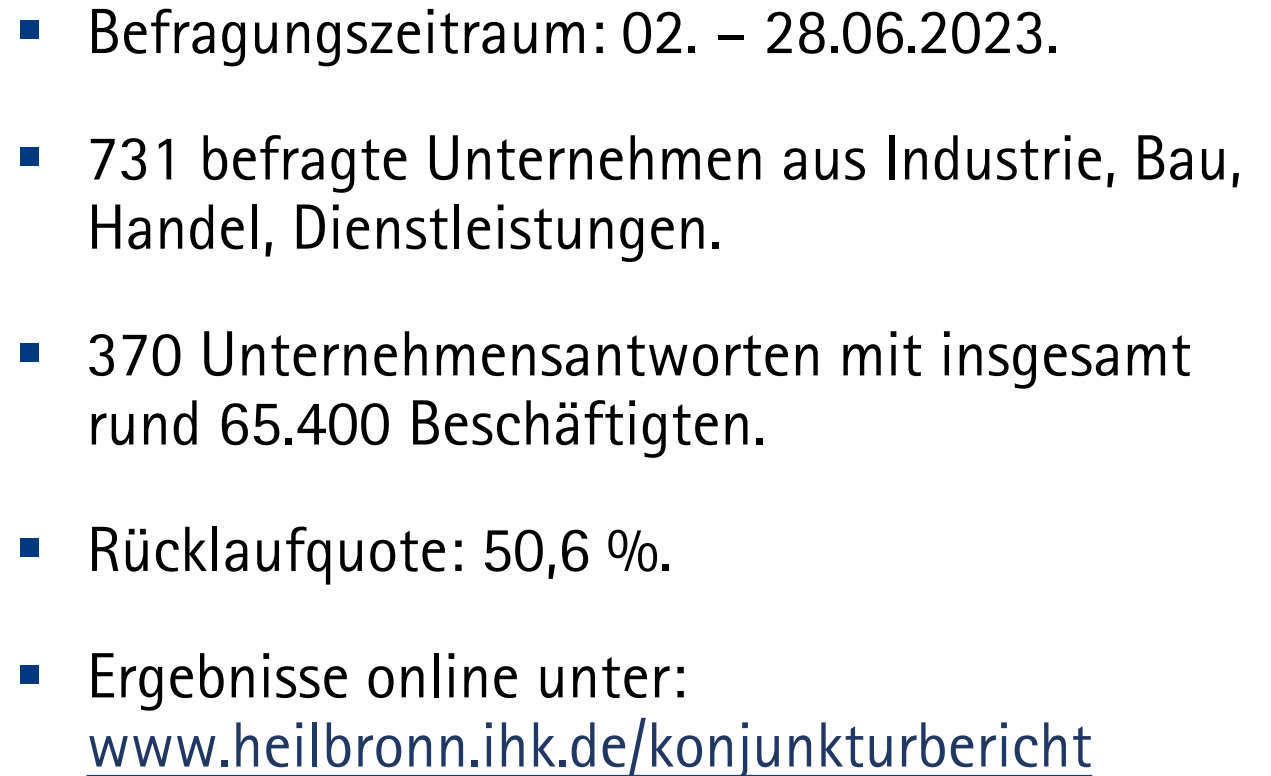 ▪ Befragungszeitraum: 02. – 28.06.2023.
▪ 731 befragte Unternehmen aus Industrie, Bau,
Handel, Dienstleistungen.
▪ 370 Unternehmensantworten mit insgesamt
rund 65.400 Beschäftigten.
▪ Rücklaufquote: 50,6 %.
▪ Ergebnisse online unter:
www.heilbronn.ihk.de/konjunkturbericht